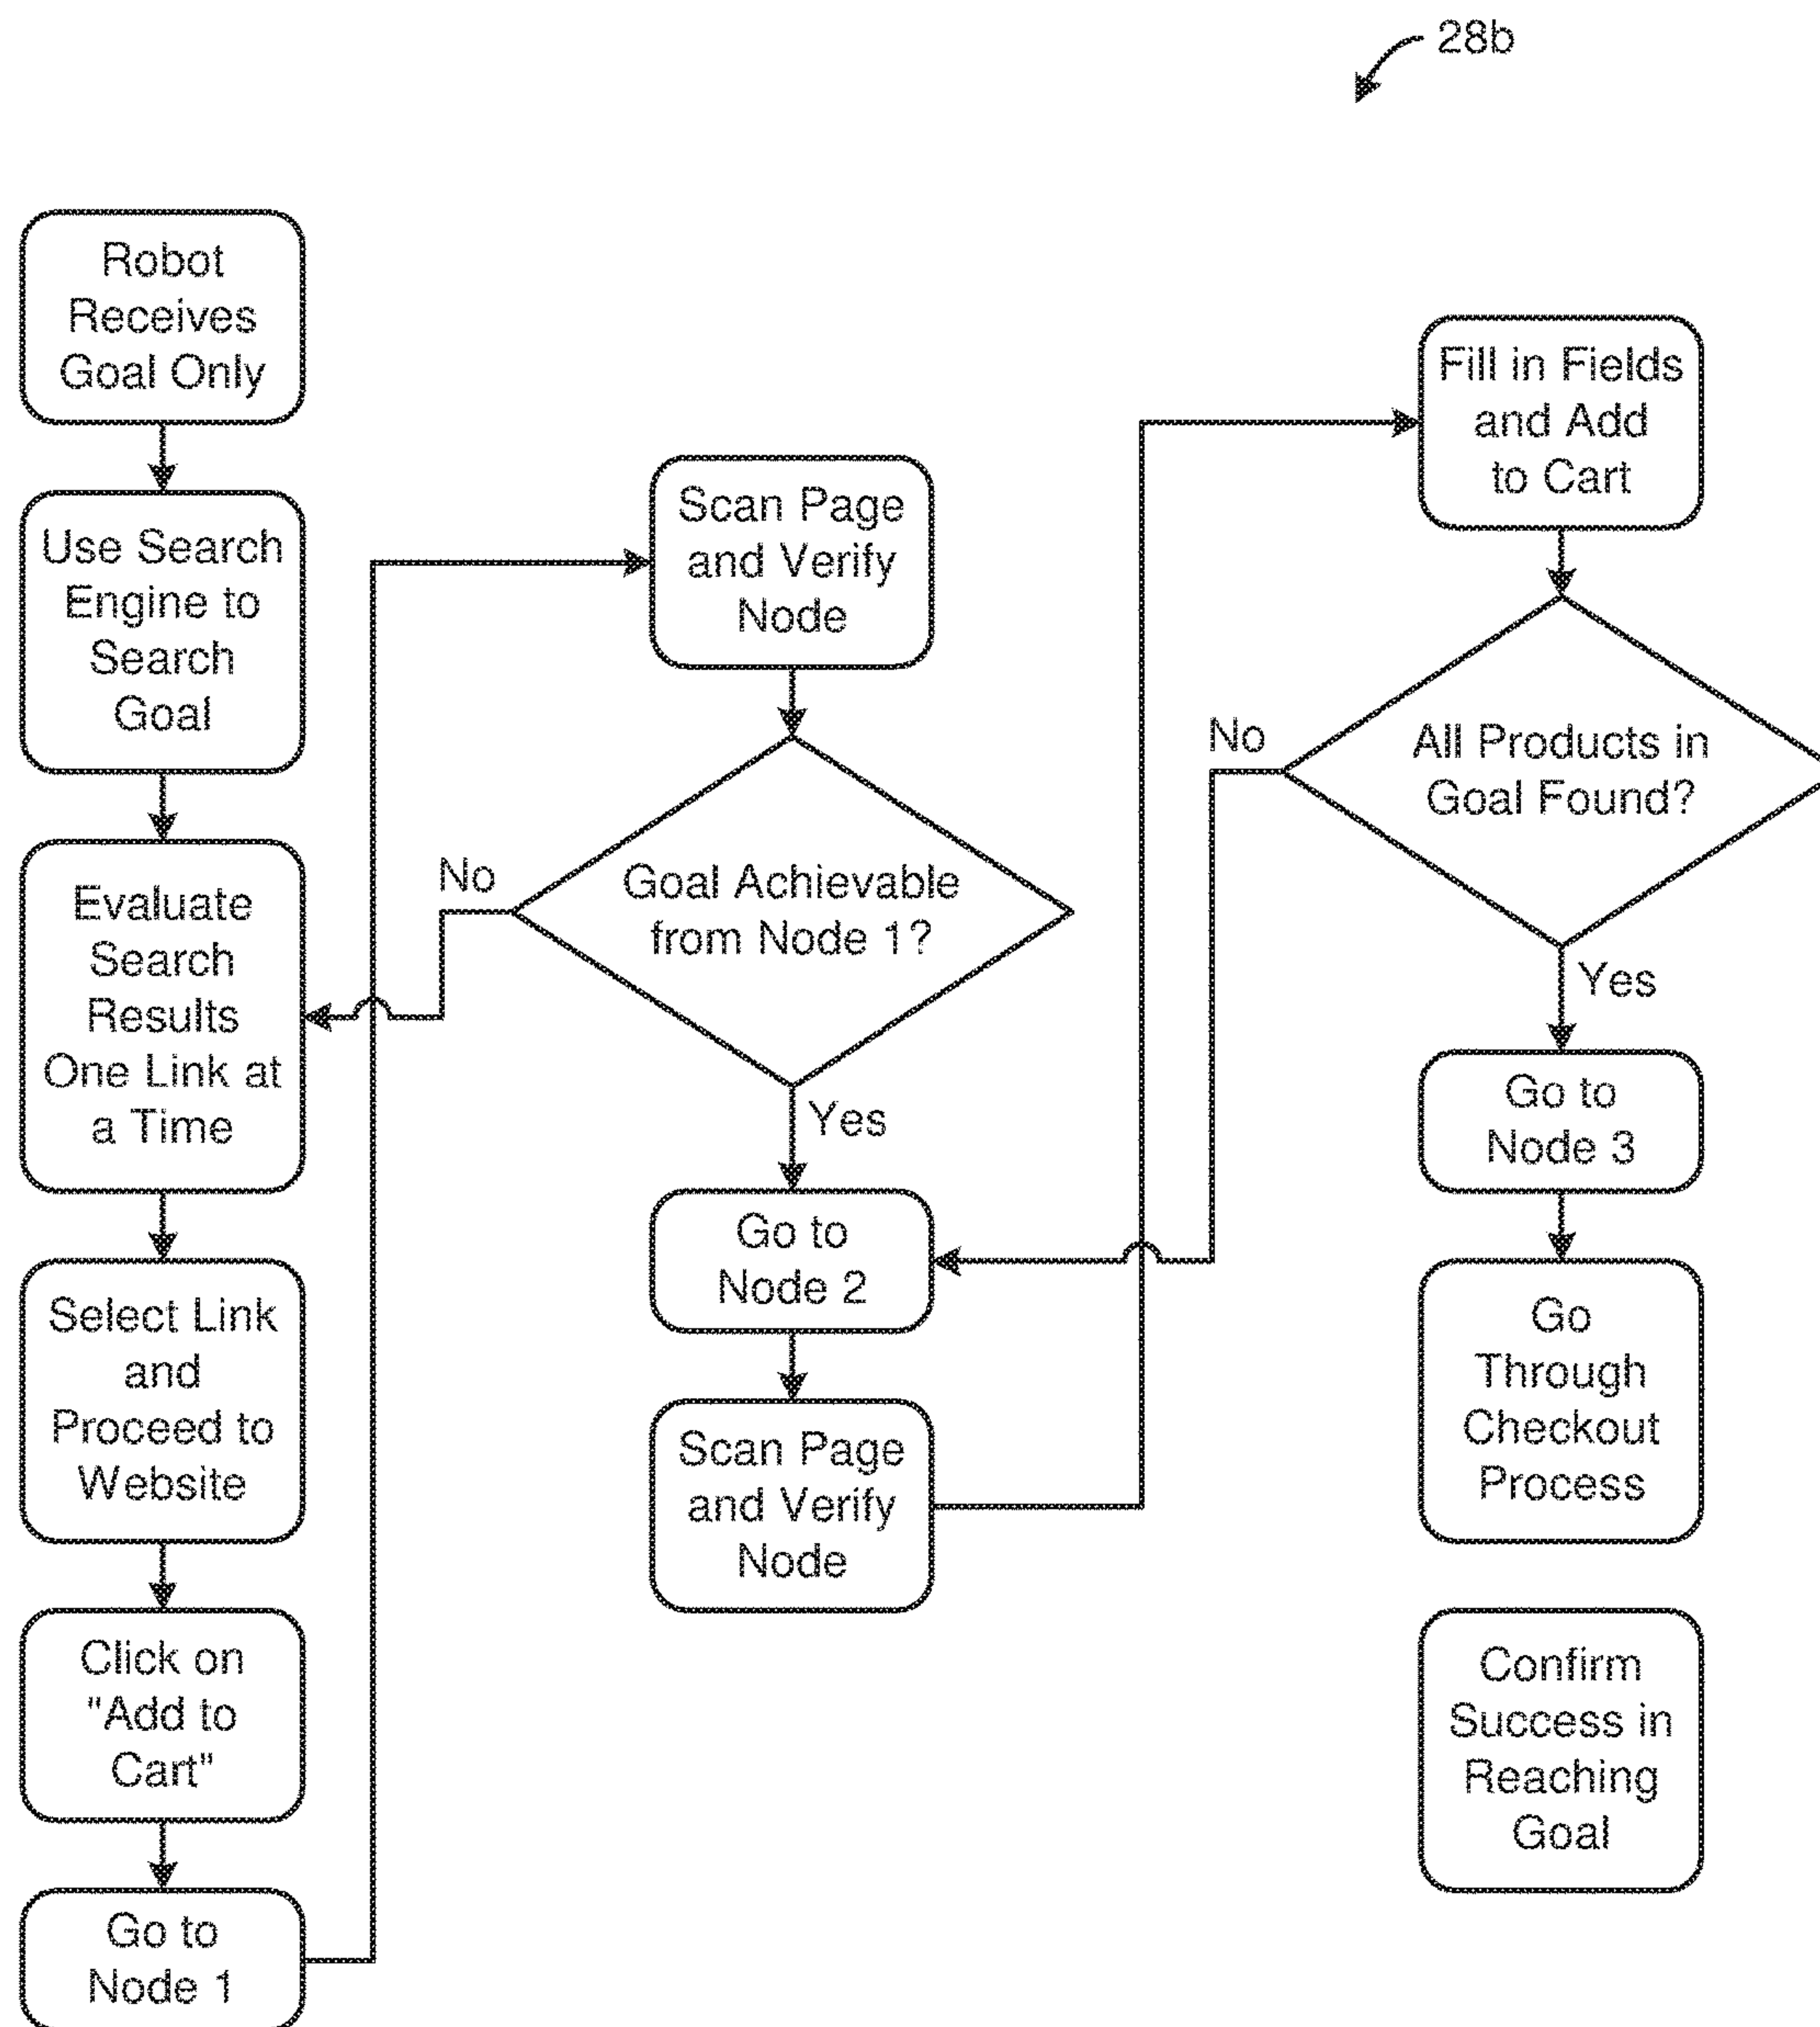 28b
Robot
Receives
Goal Only
Use Search
Engine to
Search
Goal
Evaluate
Search
Results
One Link at
a Time
Select Link
and
Proceed to
Website
Click on
"Add to
Cart"
Go to
Node 1
Scan Page
and Verify
Node
No
Goal Achievable
from Node 1?
Yes
Go to
Node 2
Scan Page
and Verify
Node
Fill in Fields
and Add
to Cart
No
All Products in
Goal Found?
Yes
Go to
Node 3
Go
Through
Checkout
Process
Confirm
Success in
Reaching
Goal